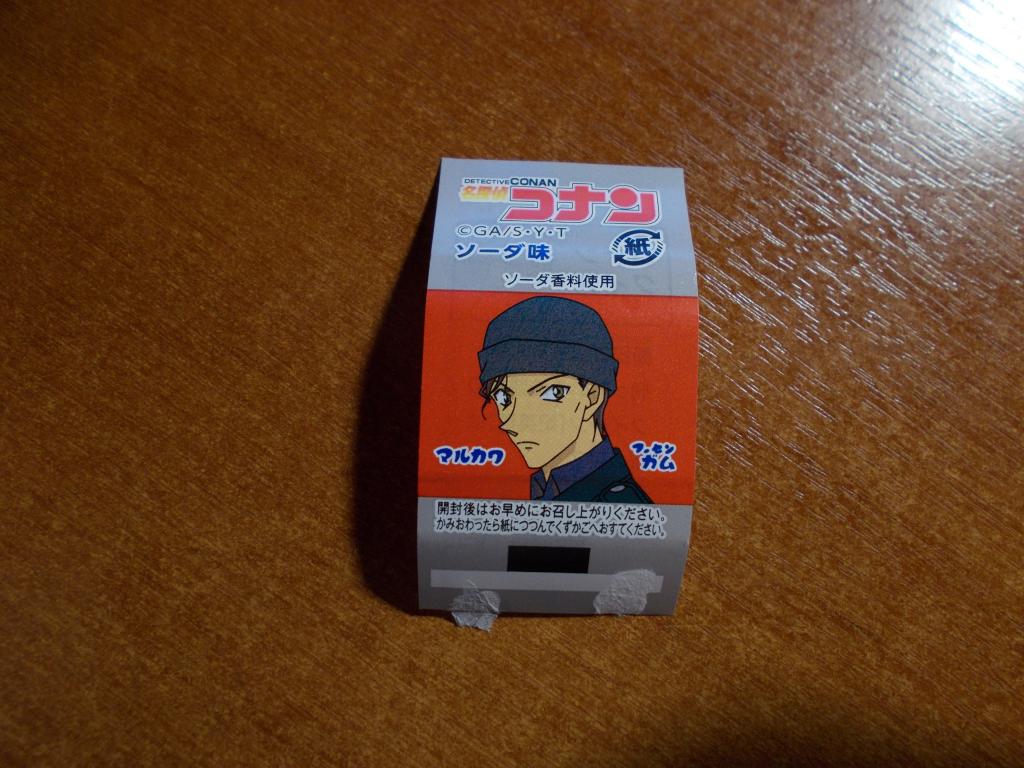 DETECTIVE CONAN
名探偵 コナン
©GA/S・Y・T
ソーダ味
紙
ソーダ香料使用
マルカワ
フーセン
ガム
開封後はお早めにお召し上がりください。
かみおわったら紙につつんでくずかごへおすてください。